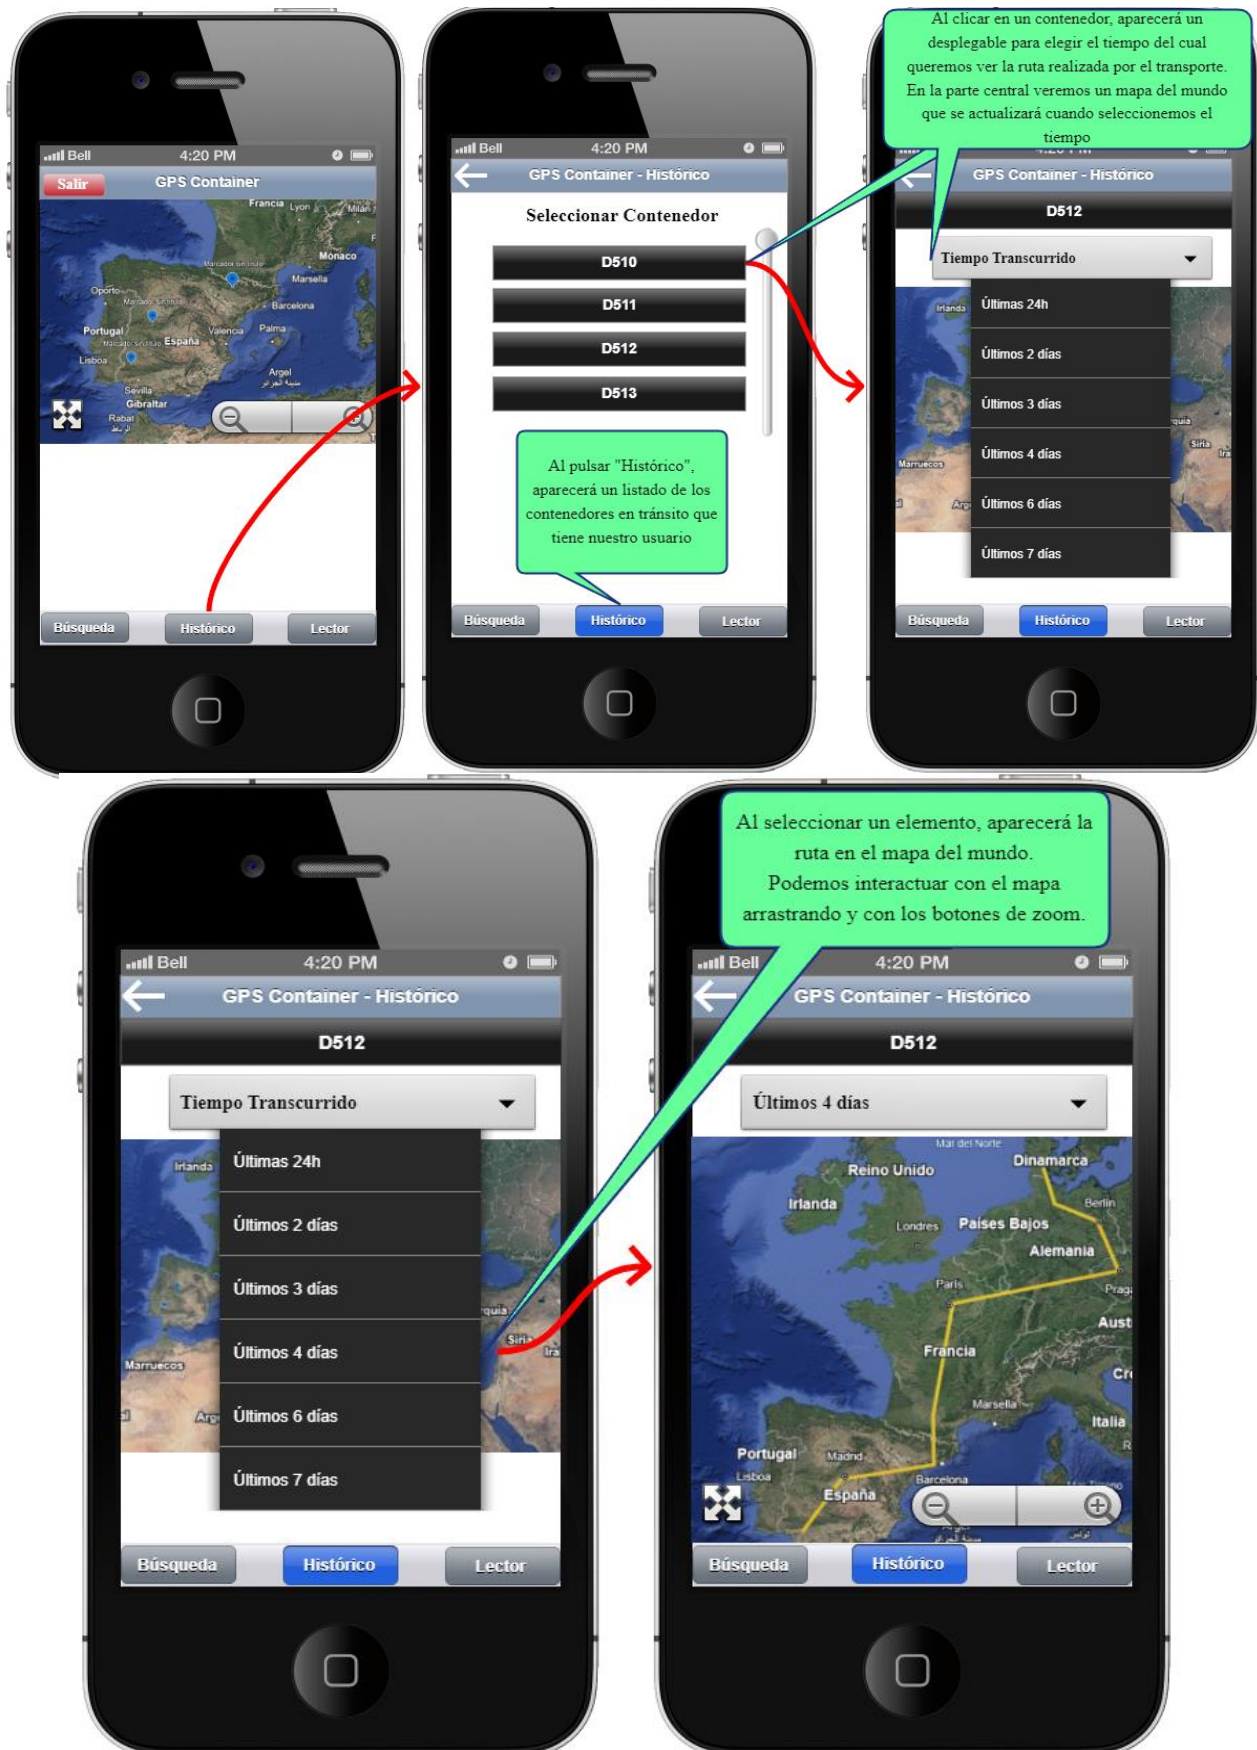 Bell 4:20 PM
Salir GPS Container
Francia Lyon Milán
Mónaco
Marcador sin título
Marsella
Oporto
Barcelona
Portugal
Valencia Palma
España
Lisboa
Argel
Sevilla
Gibraltar
Rabat
Búsqueda Histórico Lector
Bell 4:20 PM
GPS Container - Histórico
Seleccionar Contenedor
D510
D511
D512
D513
Al pulsar "Histórico",
aparecerá un listado de los
contenedores en tránsito que
tiene nuestro usuario
Búsqueda Histórico Lector
Al clicar en un contenedor, aparecerá un
desplegable para elegir el tiempo del cual
queremos ver la ruta realizada por el transporte.
En la parte central veremos un mapa del mundo
que se actualizará cuando seleccionemos el
tiempo
GPS Container - Histórico
D512
Tiempo Transcurrido
Irlanda
Últimas 24h
Últimos 2 días
Últimos 3 días
Últimos 4 días
Siria
Marruecos
Últimos 6 días
Últimos 7 días
Búsqueda Histórico Lector
Bell 4:20 PM
GPS Container - Histórico
D512
Tiempo Transcurrido
Irlanda
Últimas 24h
Últimos 2 días
Últimos 3 días
Últimos 4 días
Siria
Marruecos
Últimos 6 días
Últimos 7 días
Búsqueda Histórico Lector
Al seleccionar un elemento, aparecerá la
ruta en el mapa del mundo.
Podemos interactuar con el mapa
arrastrando y con los botones de zoom.
Bell 4:20 PM
GPS Container - Histórico
D512
Últimos 4 días
Mar del Norte
Reino Unido Dinamarca
Irlanda Berlín
Londres Países Bajos
Alemania
París
Praga
Aust
Francia
Cro
Marsella
Italia
Portugal Madrid
Lisboa Barcelona
España
Búsqueda Histórico Lector